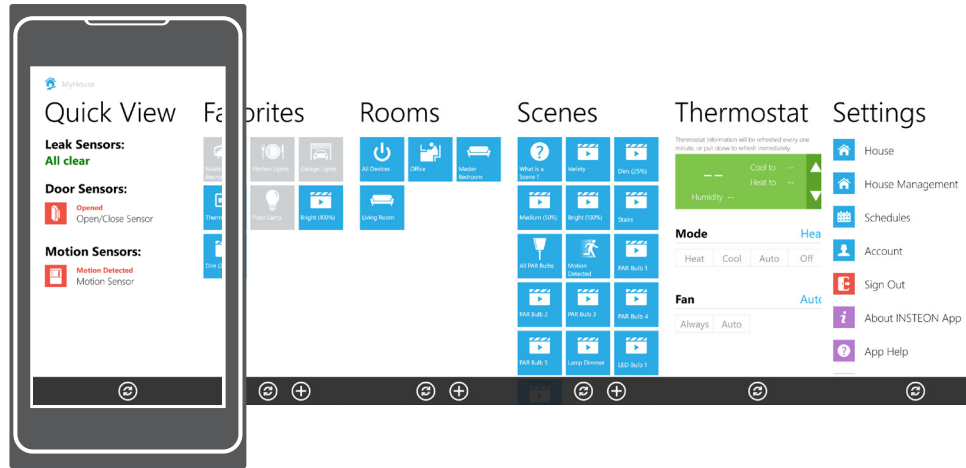 MyHouse
Quick View
Leak Sensors:
All clear
Door Sensors:
Opened
Open/Close Sensor
Motion Sensors:
Motion Detected
Motion Sensor
Favorites
Kitchen Lights
Garage Lights
Floor Lamp
Bright (100%)
Rooms
All Devices
Office
Master
Bedroom
Living Room
Scenes
What is a
Scene ?
Variety
Dim (25%)
Medium (50%)
Bright (100%)
Stairs
All PAR Bulbs
Motion
Detected
PAR Bulb 1
PAR Bulb 2
PAR Bulb 3
PAR Bulb 4
PAR Bulb 5
Lamp Dimmer
LED Bulb 1
Thermostat
Thermostat information will be refreshed every one
minute, or pull down to refresh immediately.
-- Cool to --
Heat to --
Humidity --
Mode Hea
Heat Cool Auto Off
Fan Auto
Always Auto
Settings
House
House Management
Schedules
Account
Sign Out
About INSTEON App
App Help